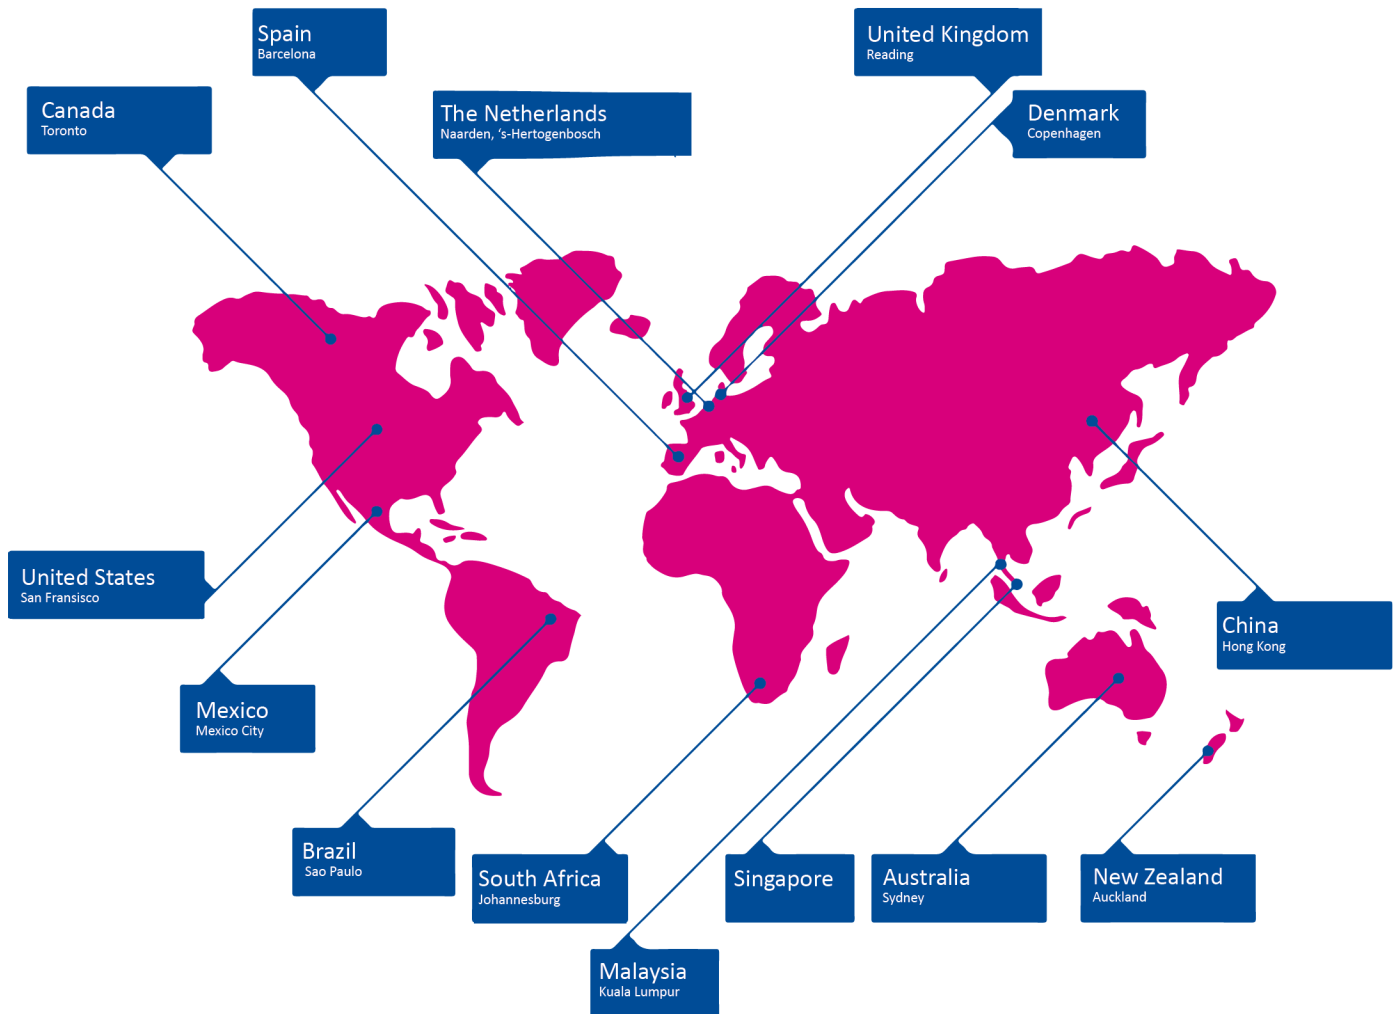 Spain
Barcelona
United Kingdom
Reading
Canada
Toronto
The Netherlands
Naarden, ‘s-Hertogenbosch
Denmark
Copenhagen
United States
San Fransisco
China
Hong Kong
Mexico
Mexico City
Brazil
Sao Paulo
South Africa
Johannesburg
Singapore
Australia
Sydney
New Zealand
Auckland
Malaysia
Kuala Lumpur